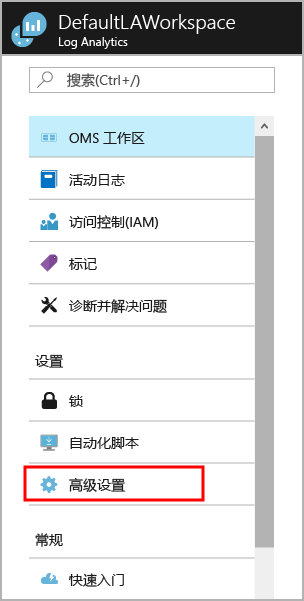 DefaultLAWorkspace
Log Analytics
搜索(Ctrl+/)
OMS 工作区
活动日志
访问控制(IAM)
标记
诊断并解决问题
设置
锁
自动化脚本
高级设置
常规
快速入门